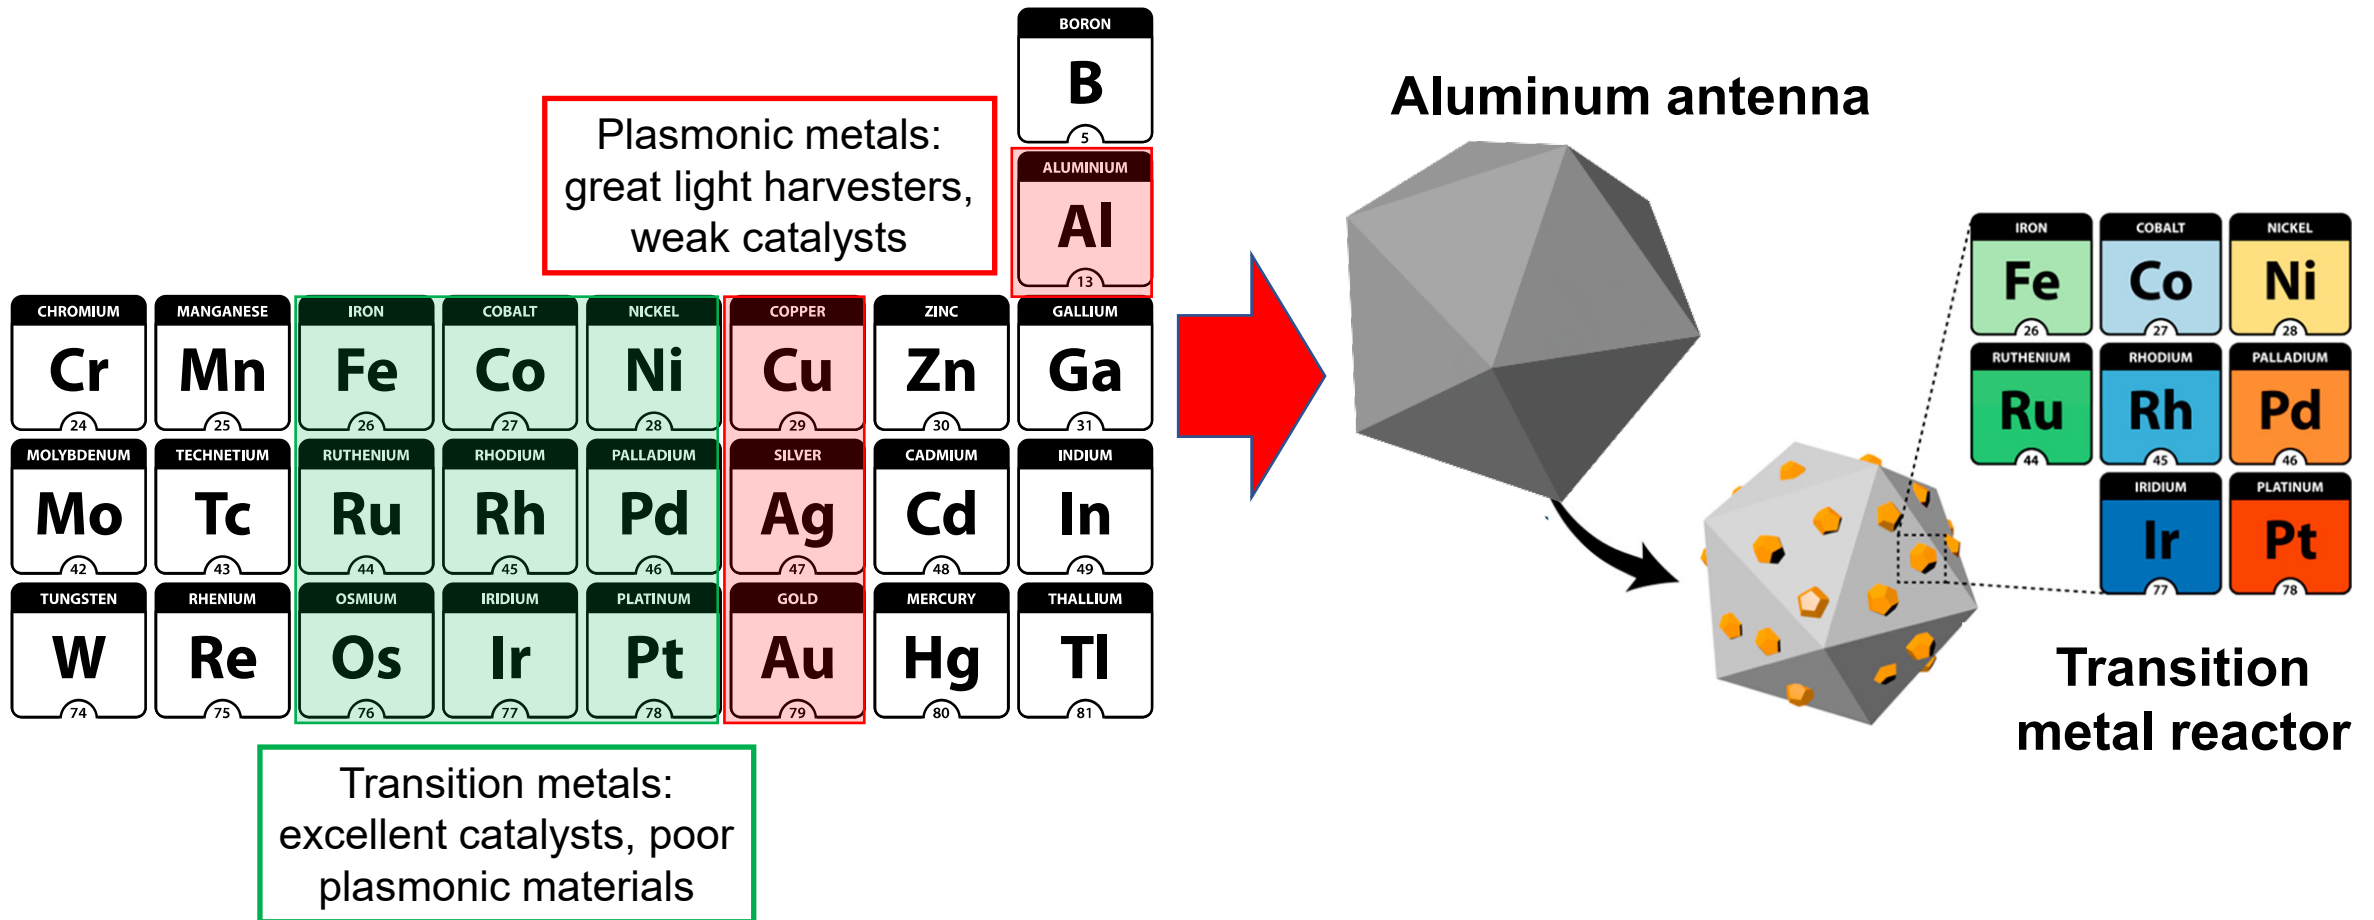 BORON
B
5
Plasmonic metals:
great light harvesters,
weak catalysts
ALUMINIUM
Al
13
CHROMIUM MANGANESE IRON COBALT NICKEL COPPER ZINC GALLIUM
Cr Mn Fe Co Ni Cu Zn Ga
24 25 26 27 28 29 30 31
MOLYBDENUM TECHNETIUM RUTHENIUM RHODIUM PALLADIUM SILVER CADMIUM INDIUM
Mo Tc Ru Rh Pd Ag Cd In
42 43 44 45 46 47 48 49
TUNGSTEN RHENIUM OSMIUM IRIDIUM PLATINUM GOLD MERCURY THALLIUM
W Re Os Ir Pt Au Hg Tl
74 75 76 77 78 79 80 81
Transition metals:
excellent catalysts, poor
plasmonic materials
Aluminum antenna
IRON COBALT NICKEL
Fe Co Ni
26 27 28
RUTHENIUM RHODIUM PALLADIUM
Ru Rh Pd
44 45 46
IRIDIUM PLATINUM
Ir Pt
77 78
Transition
metal reactor